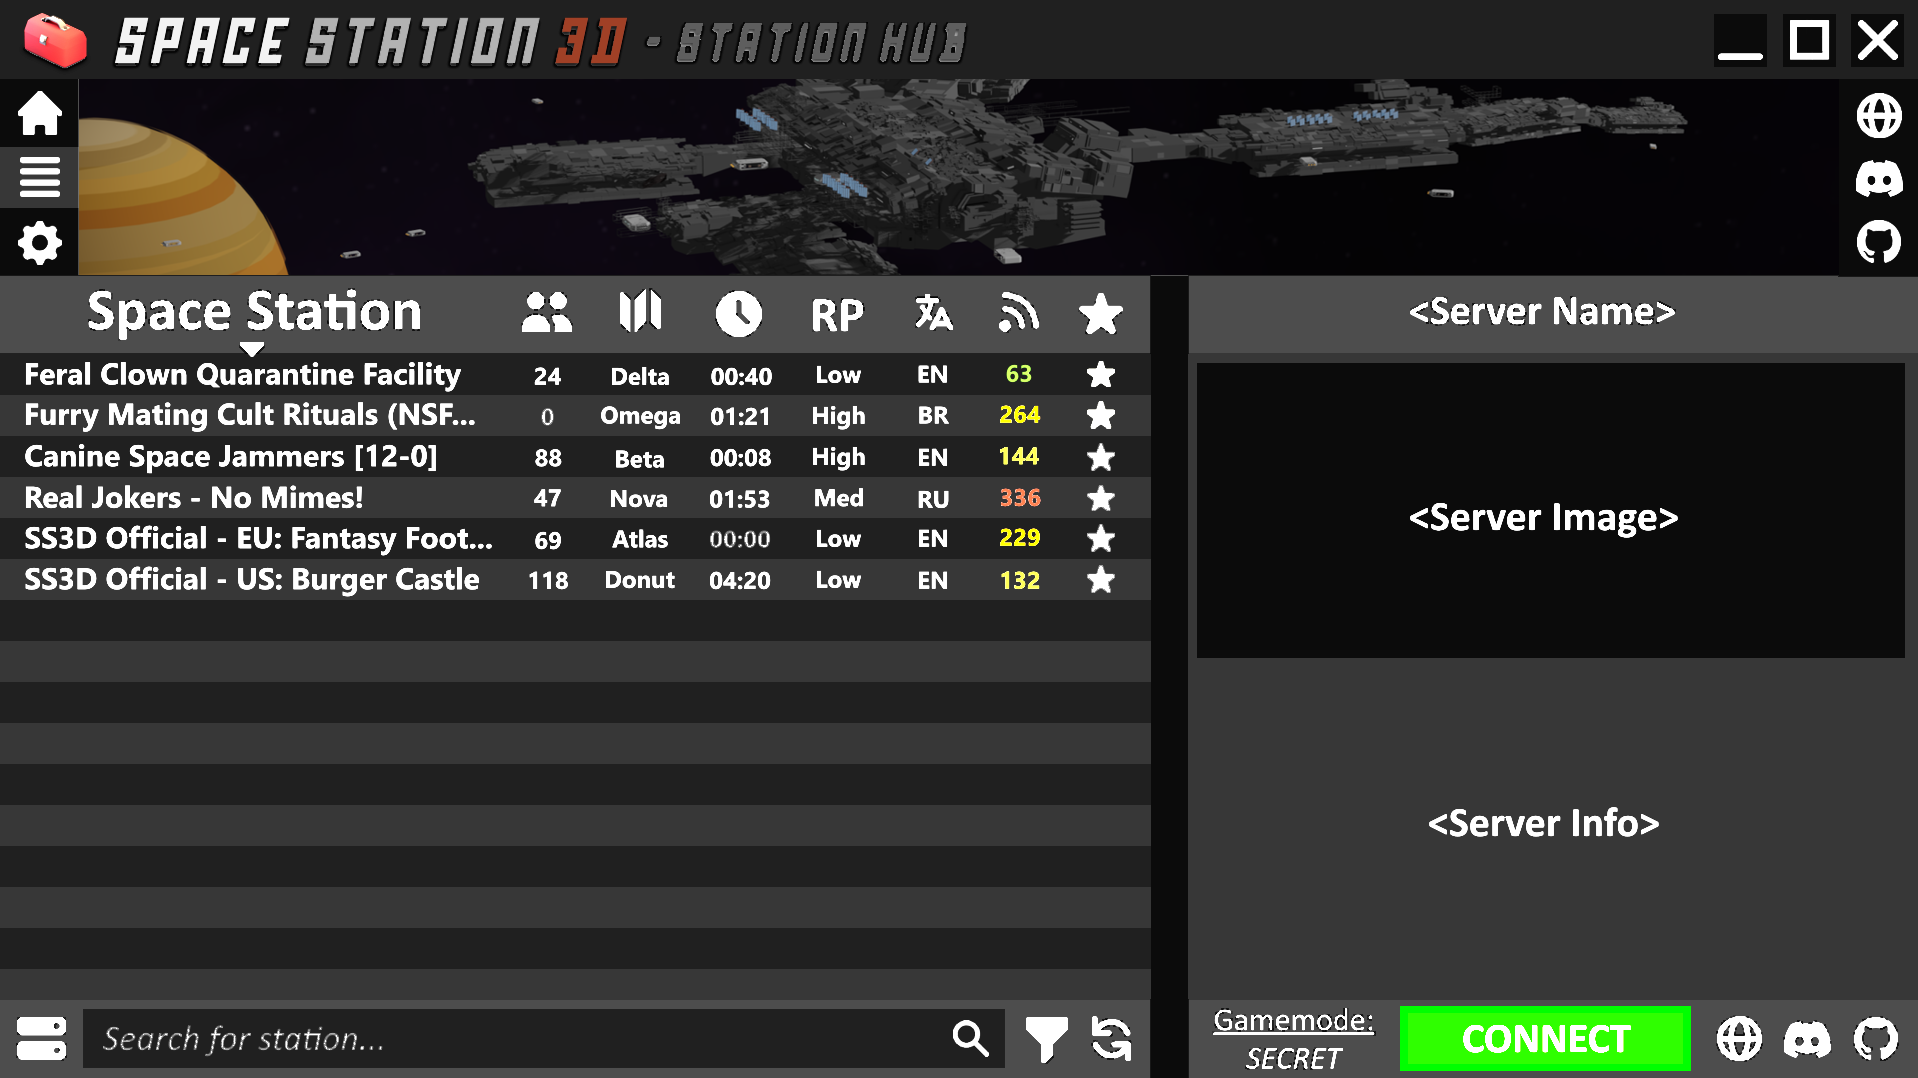 SPACE STATION 3D - STATION HUB
Space Station RP
Feral Clown Quarantine Facility 24 Delta 00:40 Low EN 63
Furry Mating Cult Rituals (NSF... 0 Omega 01:21 High BR 264
Canine Space Jammers [12-0] 88 Beta 00:08 High EN 144
Real Jokers - No Mimes! 47 Nova 01:53 Med RU 336
SS3D Official - EU: Fantasy Foot... 69 Atlas 00:00 Low EN 229
SS3D Official - US: Burger Castle 118 Donut 04:20 Low EN 132
Search for station...
<Server Name>
<Server Image>
<Server Info>
Gamemode:
SECRET
CONNECT